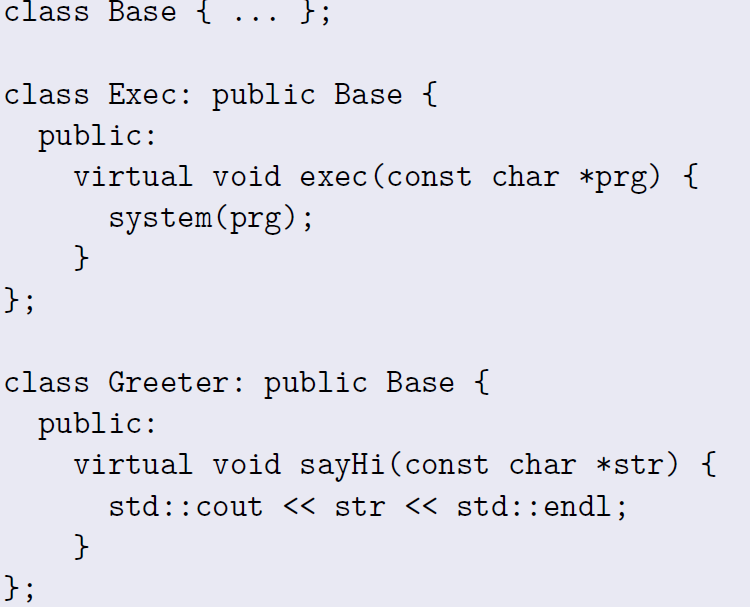 class Base { ... };
class Exec: public Base {
public:
virtual void exec(const char *prg) {
system(prg);
}
};
class Greeter: public Base {
public:
virtual void sayHi(const char *str) {
std::cout << str << std::endl;
}
};